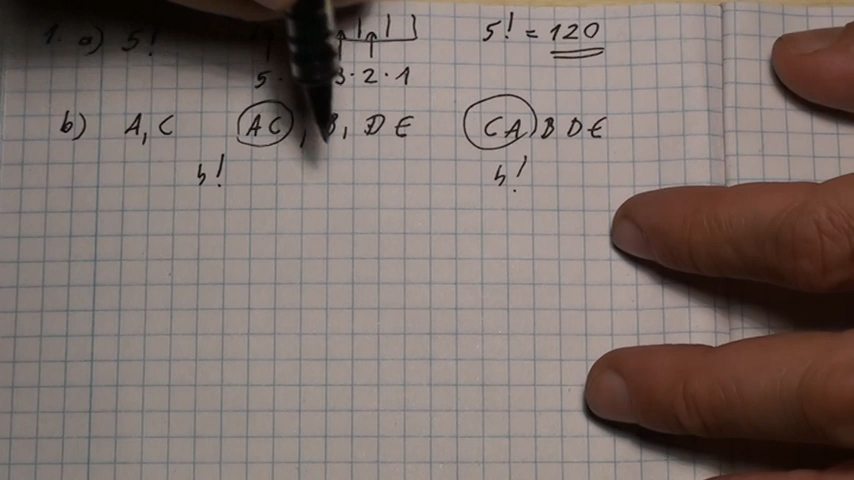 1. a) 5! 5! = 120
5 · 3 · 2 · 1
b) A, C AC, B, D E CA B D E
4! 4!